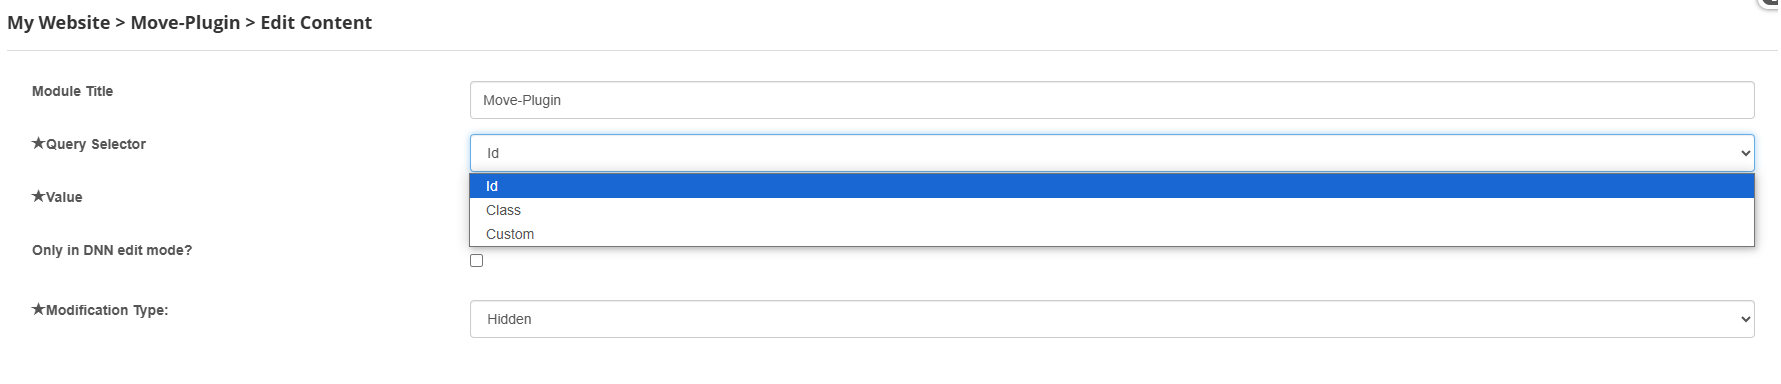 My Website > Move-Plugin > Edit Content
Module Title
Move-Plugin
★Query Selector
Id
Id
Class
Custom
★Value
Only in DNN edit mode?
★Modification Type:
Hidden